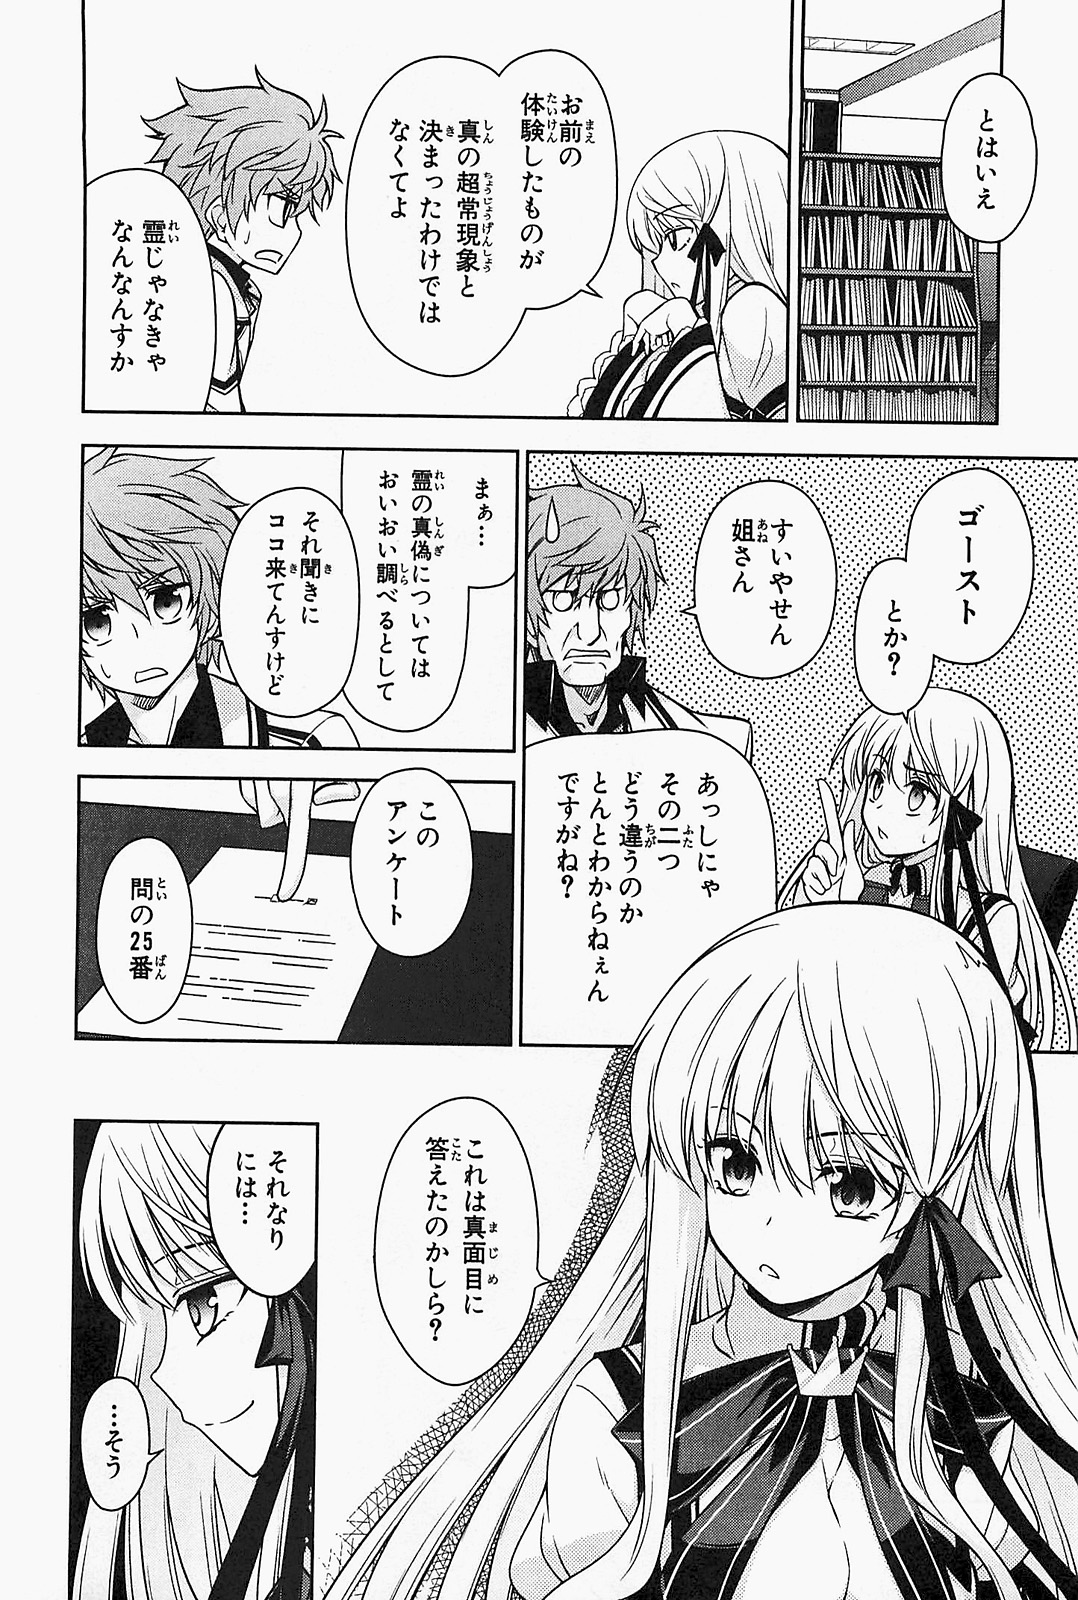 とはいえ
お前の
体験したものが
真の超常現象と
決まったわけでは
なくてよ
霊じゃなきゃ
なんなんすか
ゴースト
とか?
すいやせん
姐さん
あっしにゃ
その二つ
どう違うのか
とんとわからねぇん
ですがね?
まぁ…
霊の真偽については
おいおい調べるとして
それ聞きに
ココ来てんすけど
この
アンケート
問の25番
これは真面目に
答えたのかしら?
それなり
には…
…そう